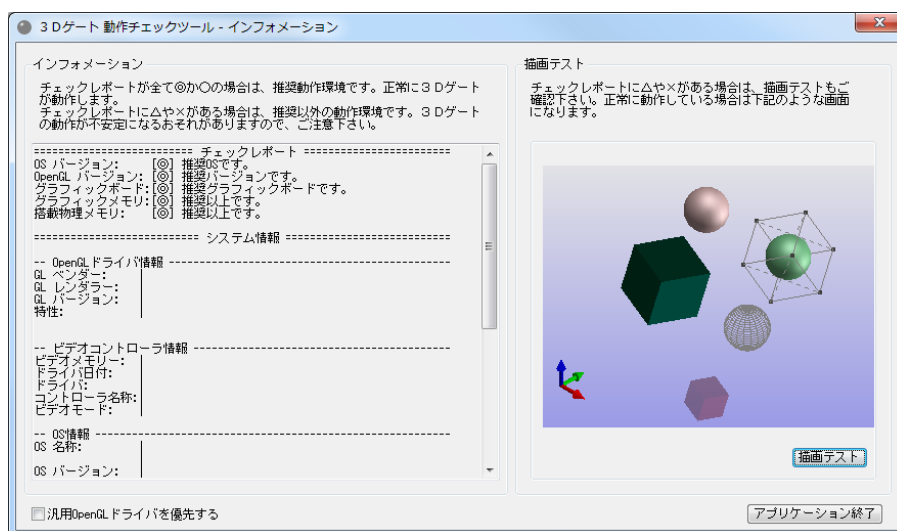 3Dゲート 動作チェックツール - インフォメーション
インフォメーション
チェックレポートが全て◎か○の場合は、推奨動作環境です。正常に3Dゲート
が動作します。
チェックレポートに△や×がある場合は、推奨以外の動作環境です。3Dゲート
の動作が不安定になるおそれがありますので、ご注意下さい。
========================= チェックレポート =======================
OS バージョン: [◎] 推奨OSです。
OpenGL バージョン: [◎] 推奨バージョンです。
グラフィックボード:[◎] 推奨グラフィックボードです。
グラフィックメモリ:[◎] 推奨以上です。
搭載物理メモリ: [◎] 推奨以上です。
========================== システム情報 ==========================
-- OpenGLドライバ情報 --------------------------------------------
GL ベンダー:
GL レンダラー:
GL バージョン:
特性:
-- ビデオコントローラ情報 ----------------------------------------
ビデオメモリー:
ドライバ日付:
ドライバ:
コントローラ名称:
ビデオモード:
-- OS情報 --------------------------------------------------------
OS 名称:
OS バージョン:
汎用OpenGLドライバを優先する
描画テスト
チェックレポートに△や×がある場合は、描画テストもご
確認下さい。正常に動作している場合は下記のような画面
になります。
描画テスト
アプリケーション終了